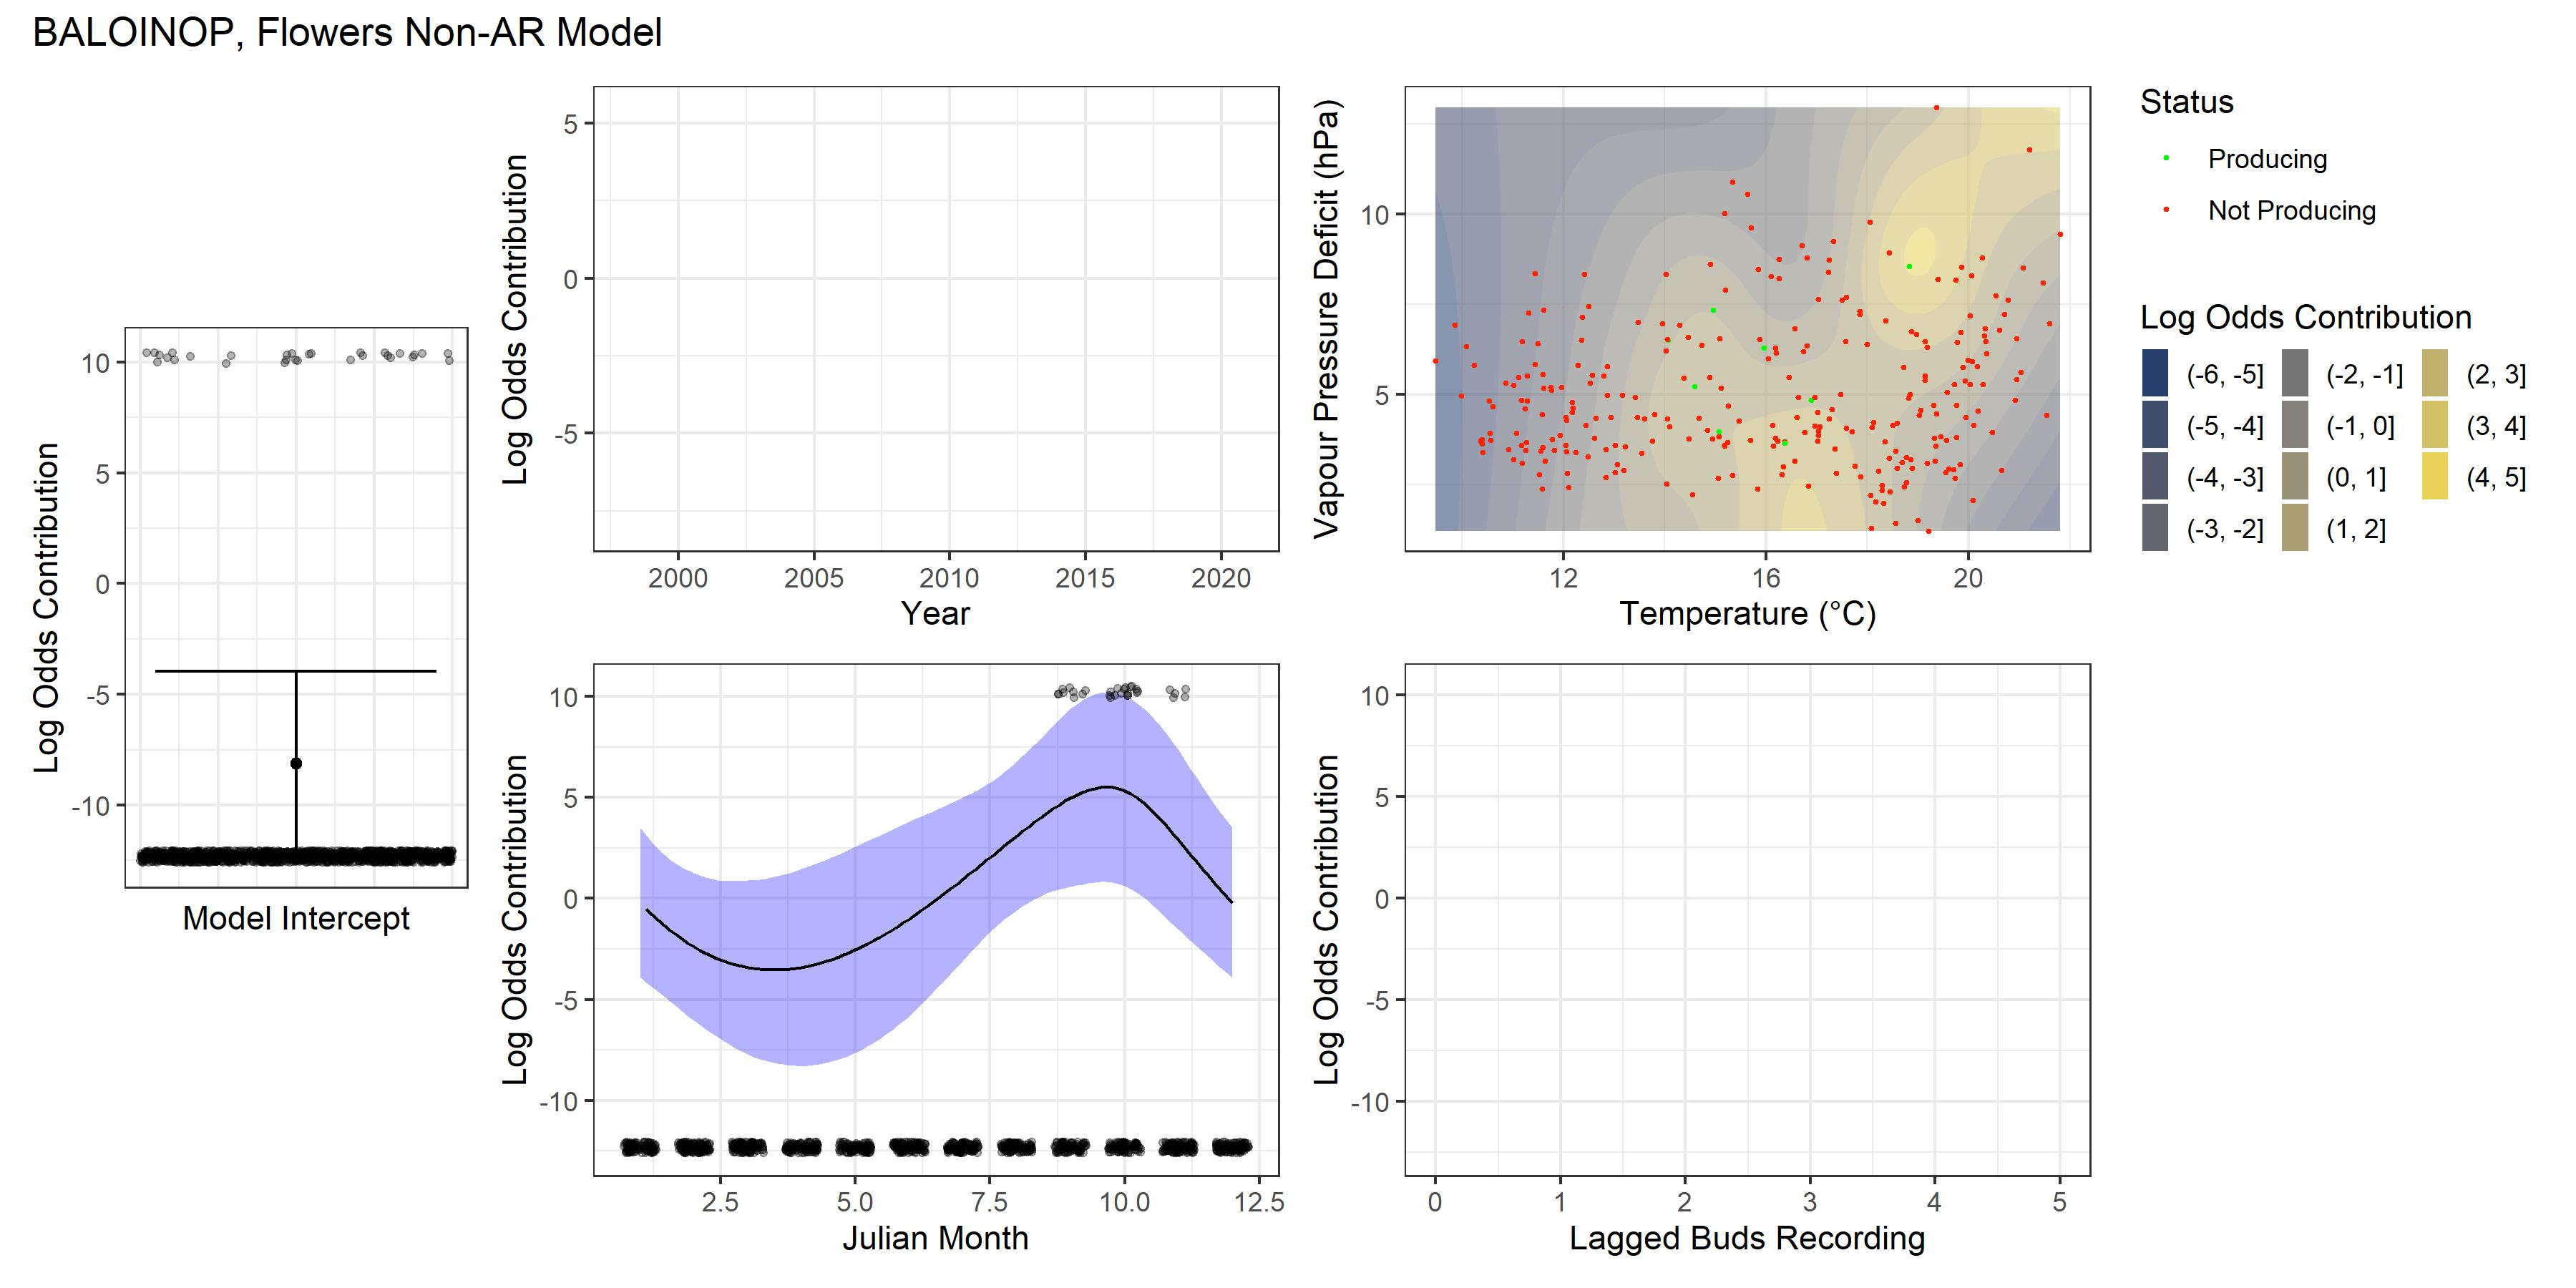 BALOINOP, Flowers Non-AR Model
Log Odds Contribution
10
5
0
-5
-10
Model Intercept
Log Odds Contribution
5
0
-5
2000 2005 2010 2015 2020
Year
Vapour Pressure Deficit (hPa)
10
5
12 16 20
Temperature (°C)
Status
Producing
Not Producing
Log Odds Contribution
(-6, -5] (-2, -1] (2, 3]
(-5, -4] (-1, 0] (3, 4]
(-4, -3] (0, 1] (4, 5]
(-3, -2] (1, 2]
Log Odds Contribution
10
5
0
-5
-10
2.5 5.0 7.5 10.0 12.5
Julian Month
Log Odds Contribution
10
5
0
-5
-10
0 1 2 3 4 5
Lagged Buds Recording